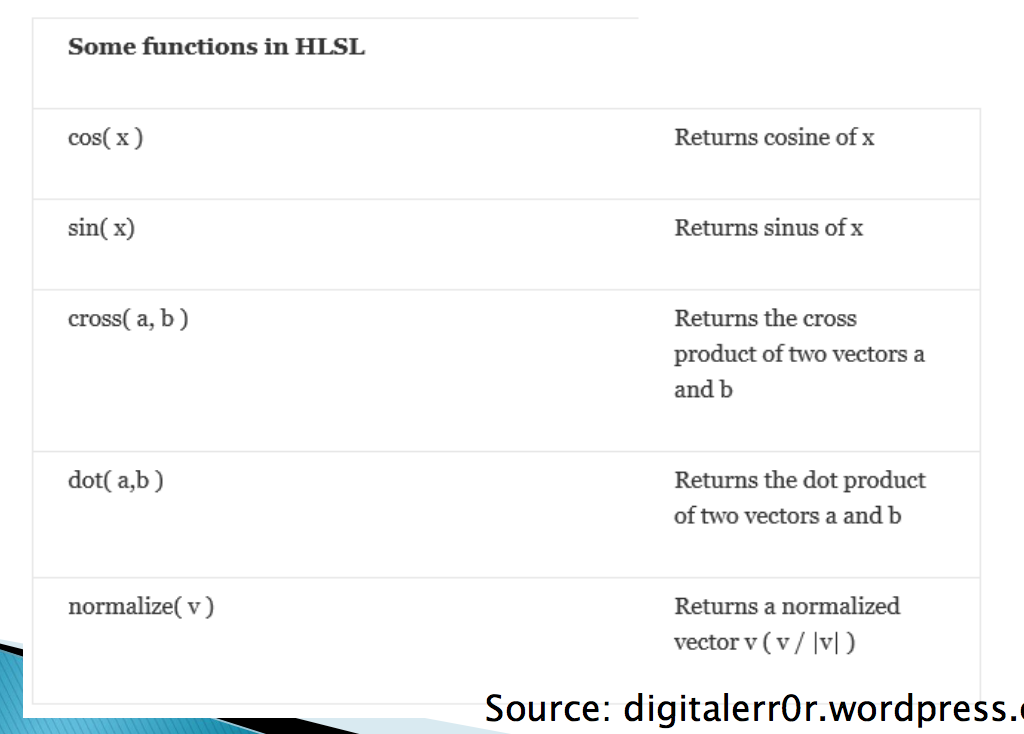 Some functions in HLSL
cos( x )
Returns cosine of x
sin( x)
Returns sinus of x
cross( a, b )
Returns the cross
product of two vectors a
and b
dot( a,b )
Returns the dot product
of two vectors a and b
normalize( v )
Returns a normalized
vector v ( v / |v| )
Source: digitalerr0r.wordpress.